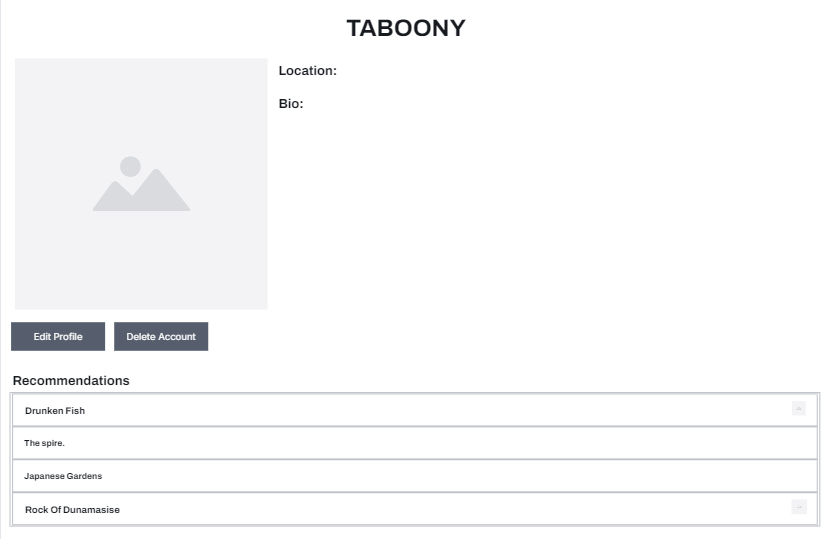 TABOONY
Location:
Bio:
Edit Profile
Delete Account
Recommendations
Drunken Fish
The spire.
Japanese Gardens
Rock Of Dunamasise